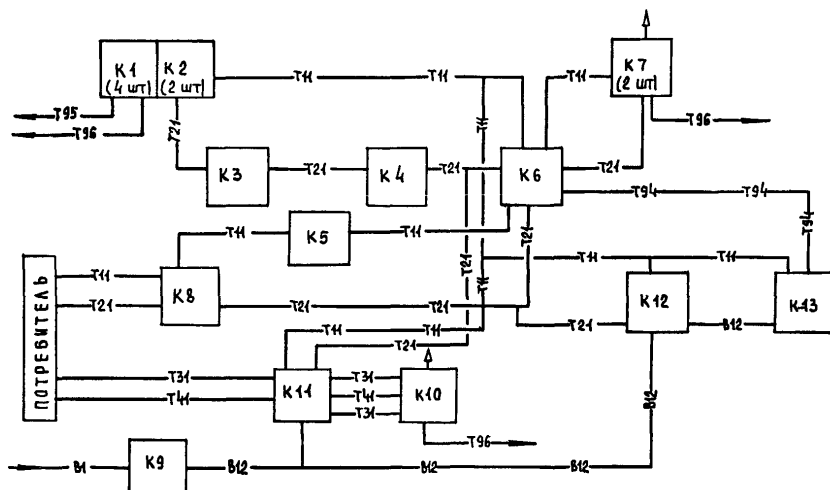 К1
(4 шт)
К2
(2 шт)
Т11
Т11
Т11
К7
(2 шт)
Т95
Т96
Т21
Т11
Т96
К3
Т21
К4
Т21
К6
Т21
Т94
Т94
Т94
Т11
К5
Т11
Т21
Т21
Т11
Т11
Т11
ПОТРЕБИТЕЛЬ
Т11
Т21
К8
Т21
Т21
К12
К13
Т21
В12
Т11
Т11
Т21
Т31
Т41
К11
Т31
Т41
Т31
К10
В12
Т96
В1
К9
В12
В12
В12